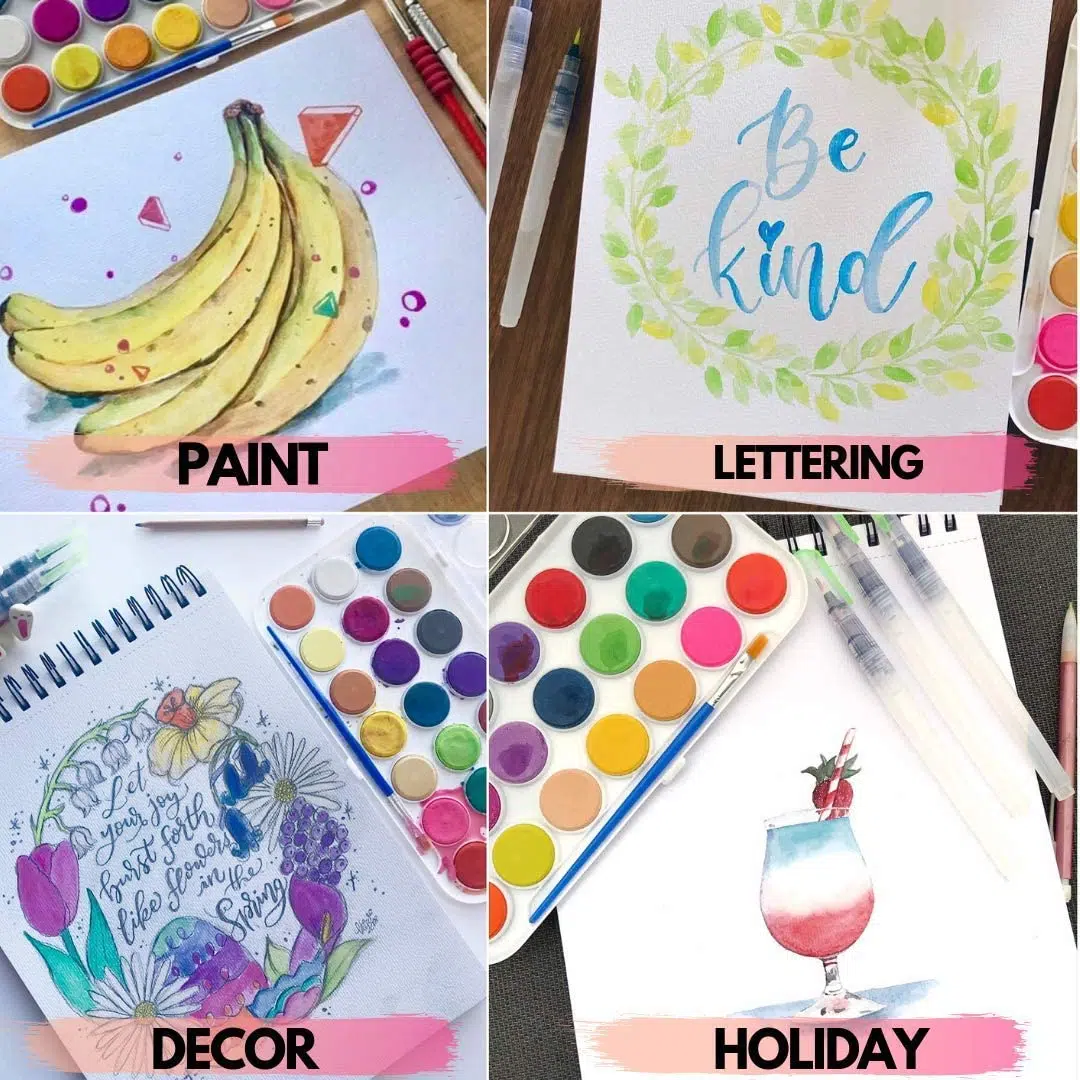 Be
kind
PAINT
LETTERING
Let
your joy
burst forth
like flowers
in the
Spring
DECOR
HOLIDAY